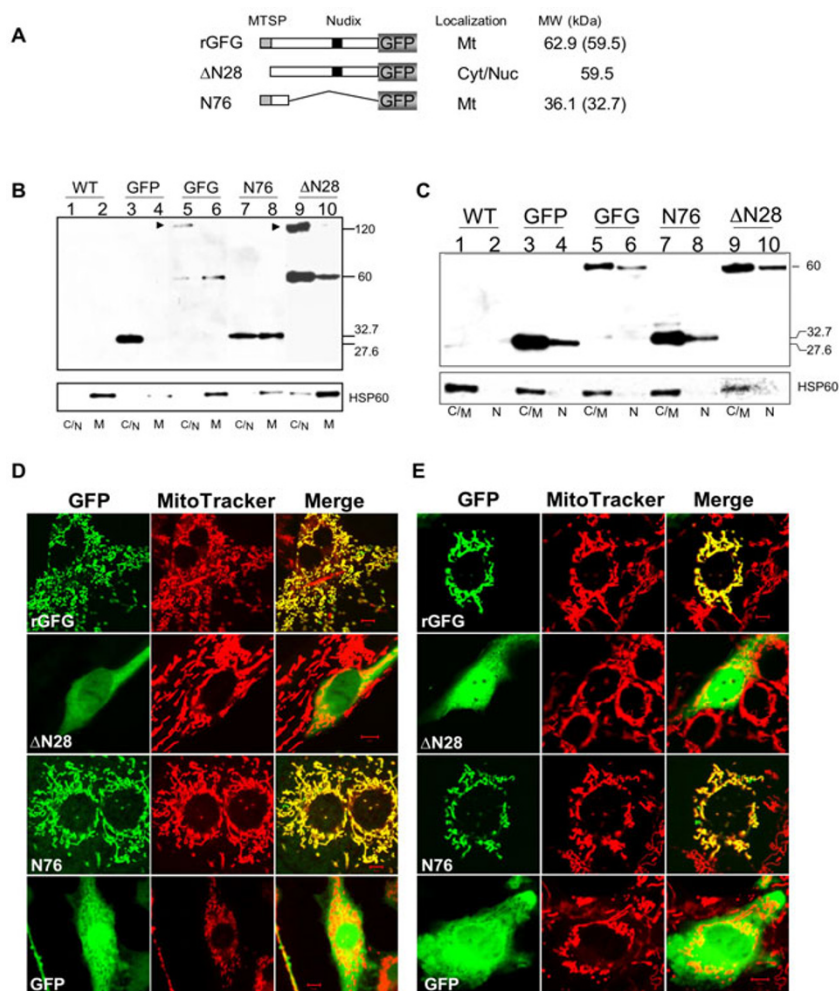 A
MTSP Nudix Localization MW (kDa)
rGFG GFP Mt 62.9 (59.5)
ΔN28 GFP Cyt/Nuc 59.5
N76 GFP Mt 36.1 (32.7)
B
WT GFP GFG N76 ΔN28
1 2 3 4 5 6 7 8 9 10
120
60
32.7
27.6
HSP60
C/N M C/N M C/N M C/N M C/N M
C
WT GFP GFG N76 ΔN28
1 2 3 4 5 6 7 8 9 10
60
32.7
27.6
HSP60
C/M N C/M N C/M N C/M N C/M N
D
GFP MitoTracker Merge
rGFG
ΔN28
N76
GFP
E
GFP MitoTracker Merge
rGFG
ΔN28
N76
GFP